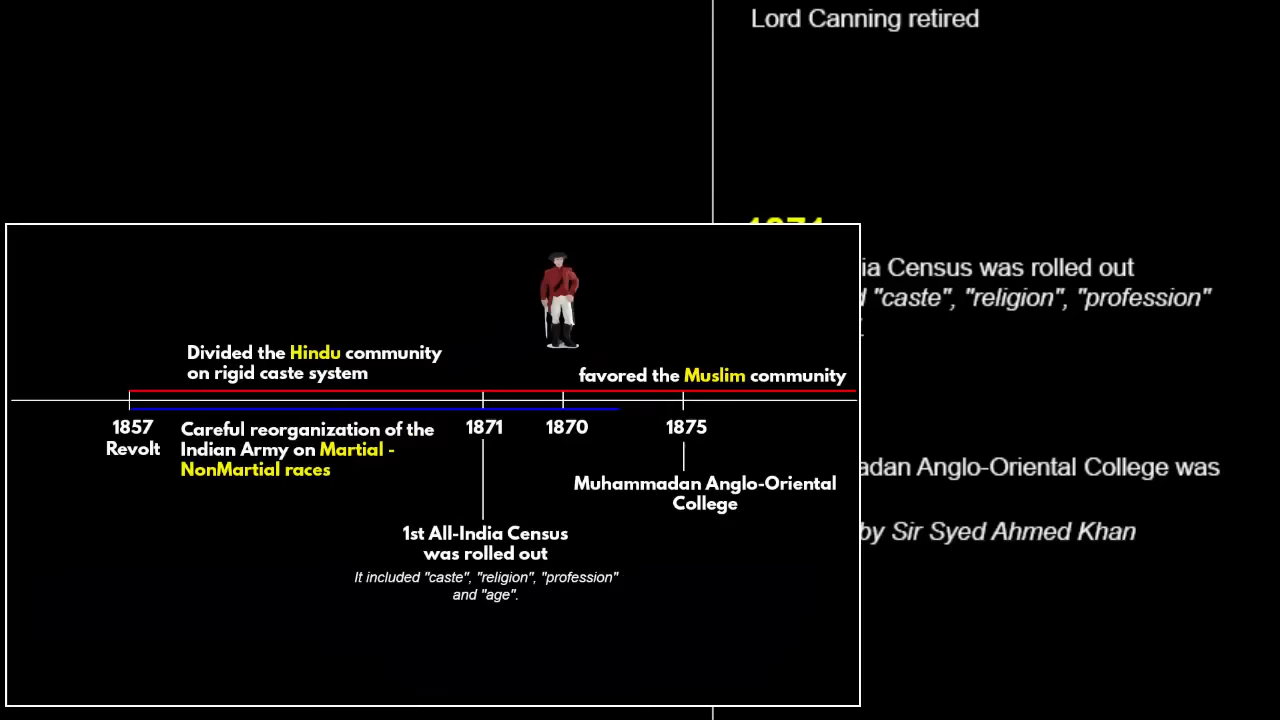 Lord Canning retired
1871
ia Census was rolled out
"caste", "religion", "profession"
adan Anglo-Oriental College was
by Sir Syed Ahmed Khan
Divided the Hindu community
on rigid caste system
favored the Muslim community
1857
Revolt
Careful reorganization of the
Indian Army on Martial -
NonMartial races
1871
1870
1875
Muhammadan Anglo-Oriental
College
1st All-India Census
was rolled out
It included "caste", "religion", "profession"
and "age".